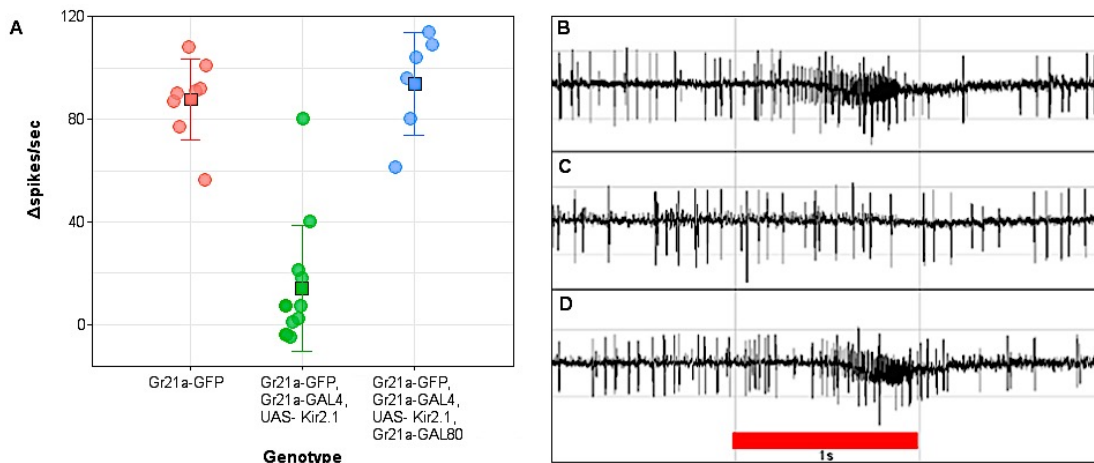 A
120
80
40
0
Δspikes/sec
Gr21a-GFP
Gr21a-GFP,
Gr21a-GAL4,
UAS- Kir2.1
Gr21a-GFP,
Gr21a-GAL4,
UAS- Kir2.1,
Gr21a-GAL80
Genotype
B
C
D
1s